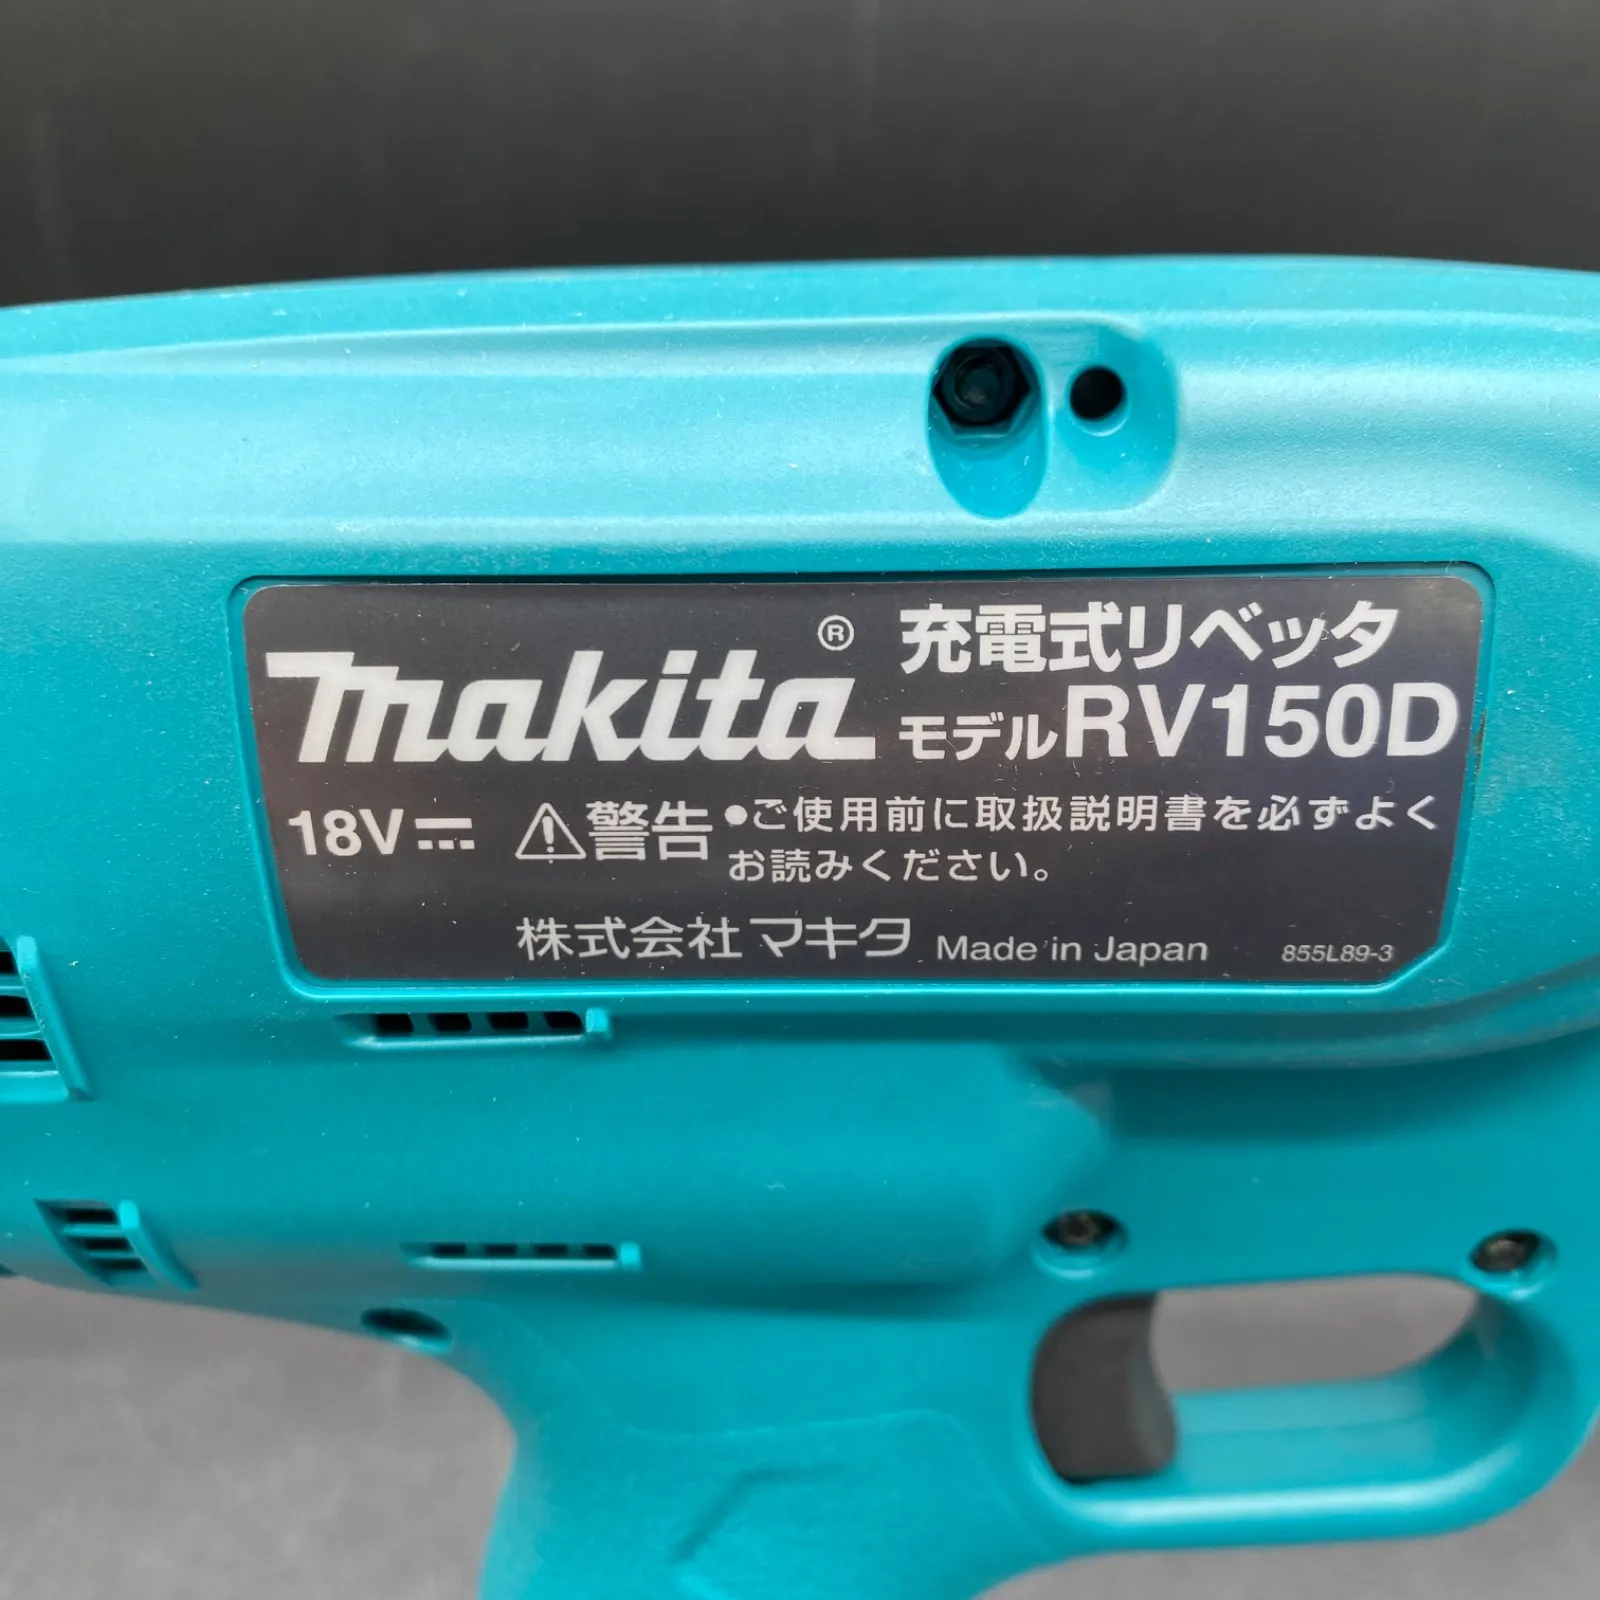 makita®
充電式リベッタ
モデルRV150D
18V⎓
⚠警告
●ご使用前に取扱説明書を必ずよく
お読みください。
株式会社マキタ Made in Japan 855L89-3